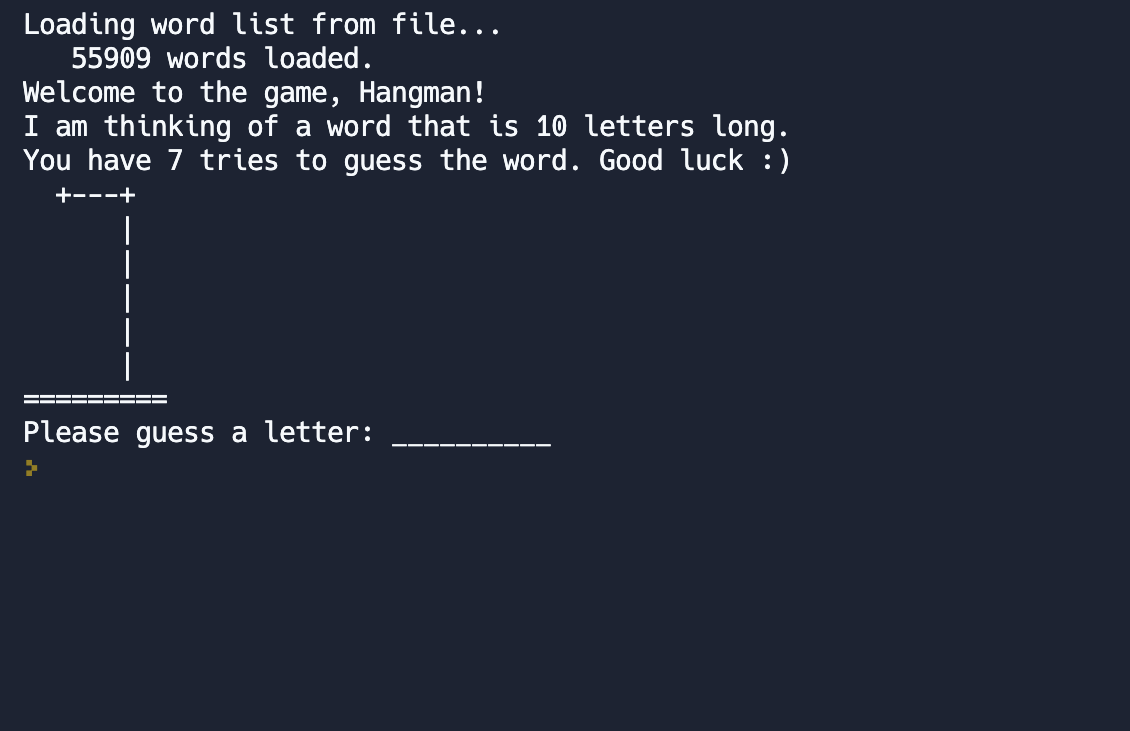 Loading word list from file...
   55909 words loaded.
Welcome to the game, Hangman!
I am thinking of a word that is 10 letters long.
You have 7 tries to guess the word. Good luck :)
  +---+
      |
      |
      |
      |
      |
=========
Please guess a letter: __________
>